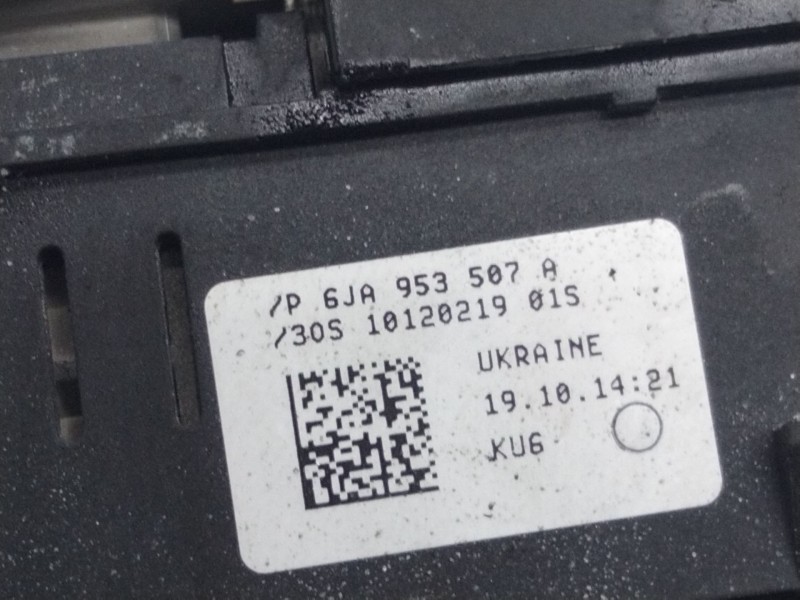 /P 6JA 953 507 A
/30S 10120219 01S
UKRAINE
19.10.14:21
KU6